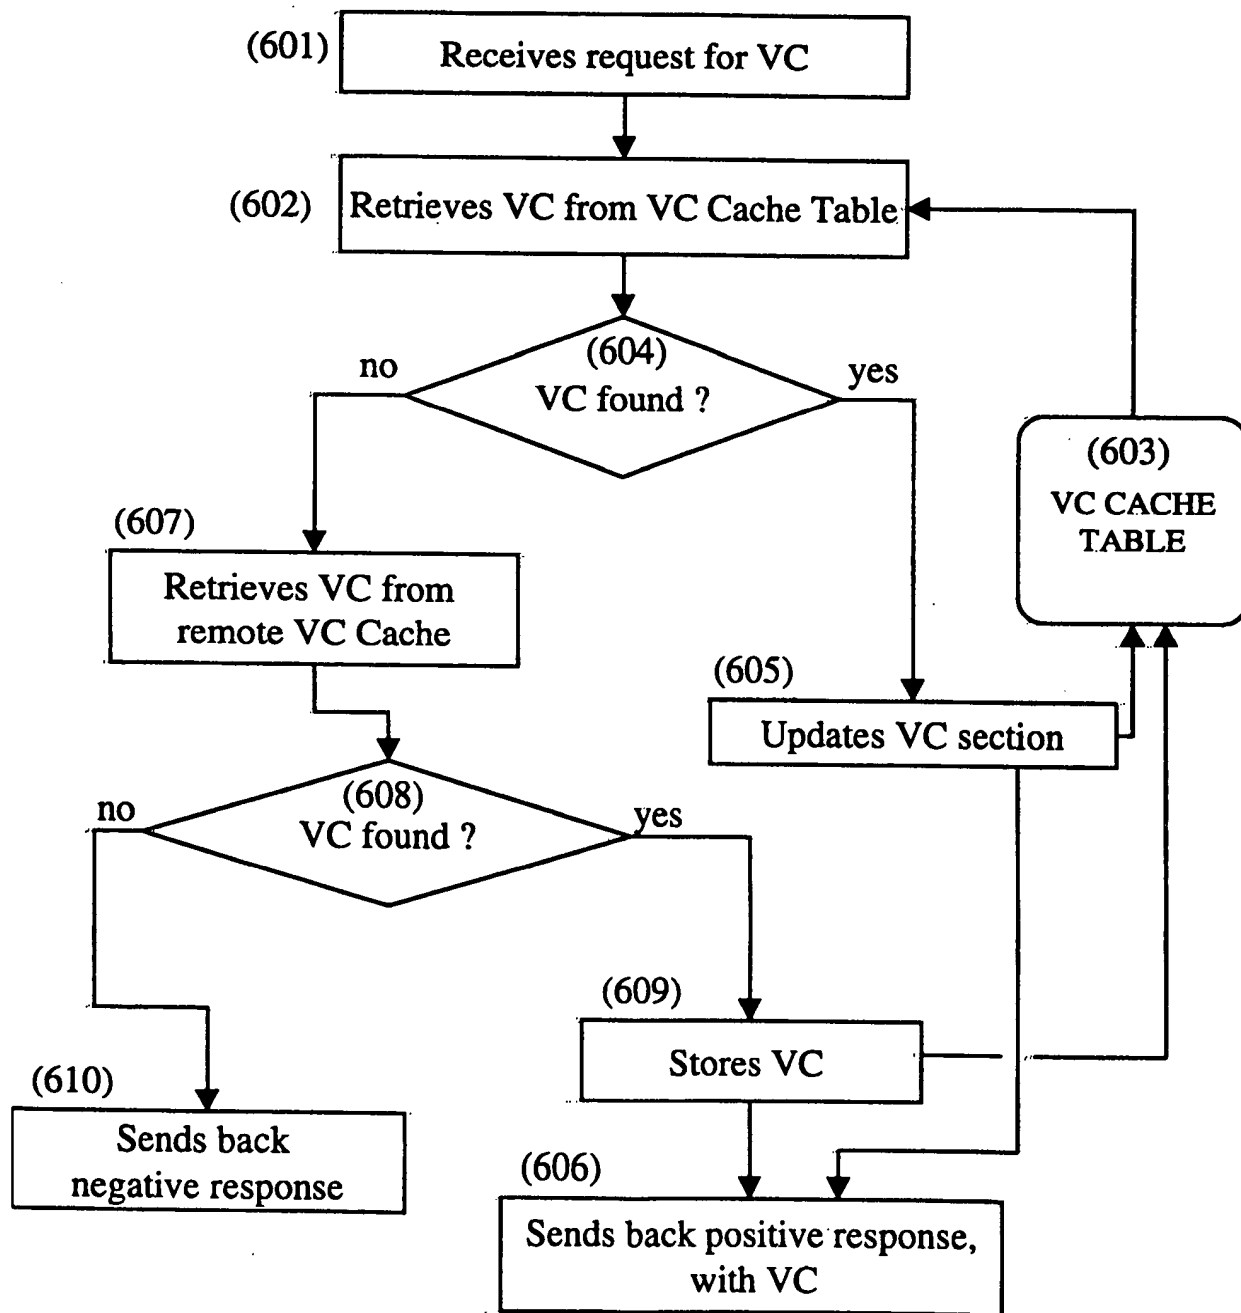 (601)
Receives request for VC
(602)
Retrieves VC from VC Cache Table
(604)
no
yes
VC found ?
(603)
VC CACHE
TABLE
(607)
Retrieves VC from
remote VC Cache
(605)
Updates VC section
(608)
no
yes
VC found ?
(609)
Stores VC
(610)
Sends back
negative response
(606)
Sends back positive response,
with VC